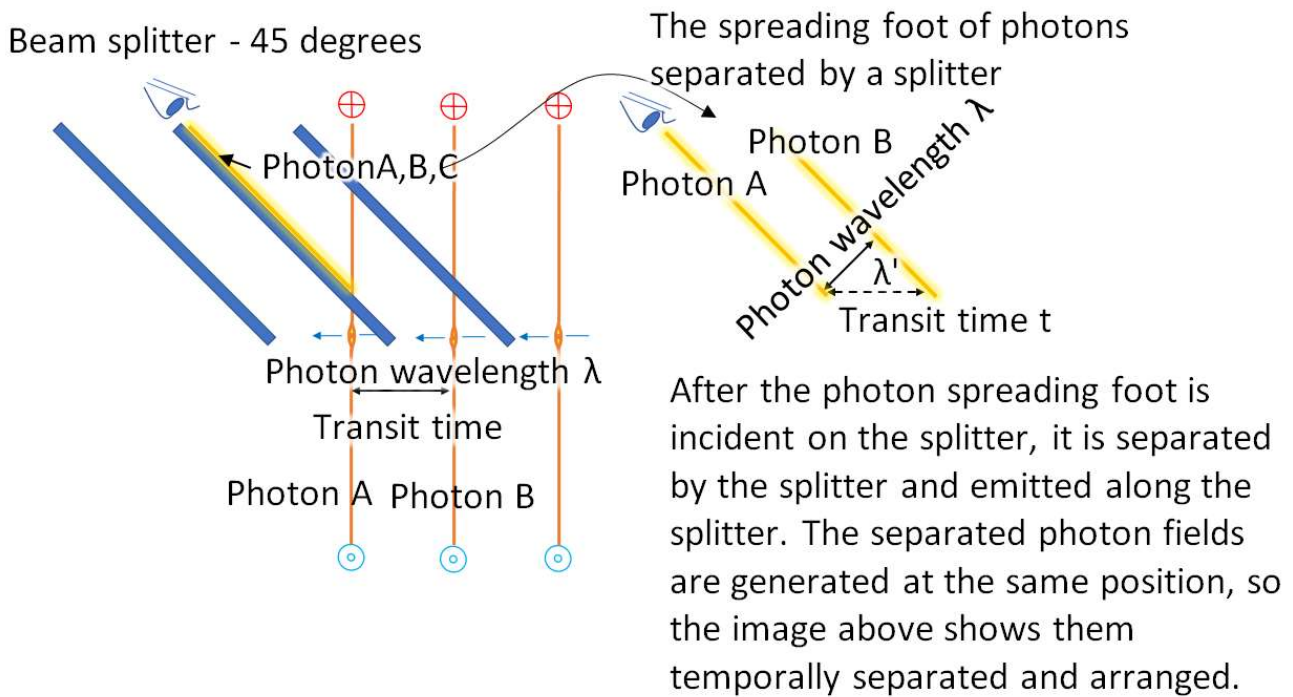 Beam splitter - 45 degrees
PhotonA,B,C
Photon wavelength λ
Transit time
Photon A
Photon B
The spreading foot of photons
separated by a splitter
Photon B
Photon A
Photon wavelength λ
λ'
Transit time t
After the photon spreading foot is
incident on the splitter, it is separated
by the splitter and emitted along the
splitter. The separated photon fields
are generated at the same position, so
the image above shows them
temporally separated and arranged.